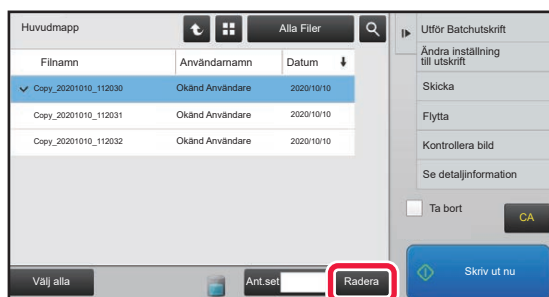 Huvudmapp
Alla Filer
Filnamn Användarnamn Datum
Copy_20201010_112030 Okänd Användare 2020/10/10
Copy_20201010_112031 Okänd Användare 2020/10/10
Copy_20201010_112032 Okänd Användare 2020/10/10
Välj alla
Ant.set
Radera
Utför Batchutskrift
Ändra inställning
till utskrift
Skicka
Flytta
Kontrollera bild
Se detaljinformation
Ta bort
CA
Skriv ut nu